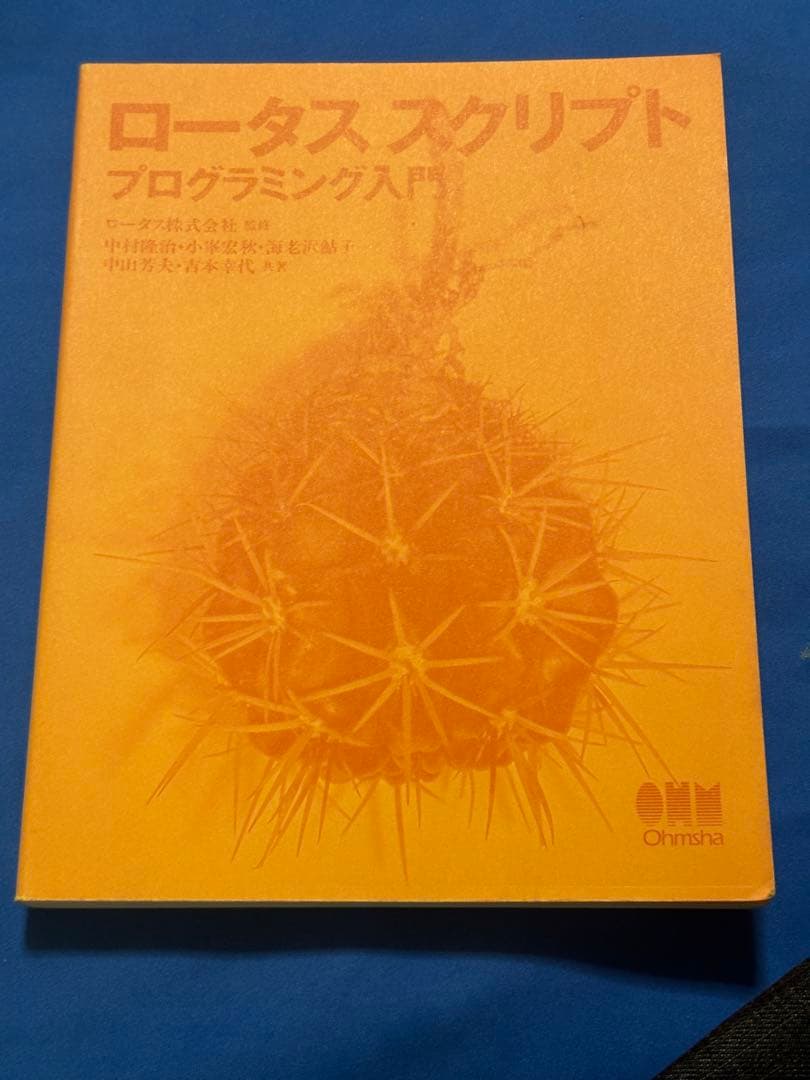 ロータス スクリプト
プログラミング入門
ロータス株式会社 監修
中村隆治・小峯宏秋・海老沢鮎子
中山芳夫・吉本幸代 共著
OHM
Ohmsha